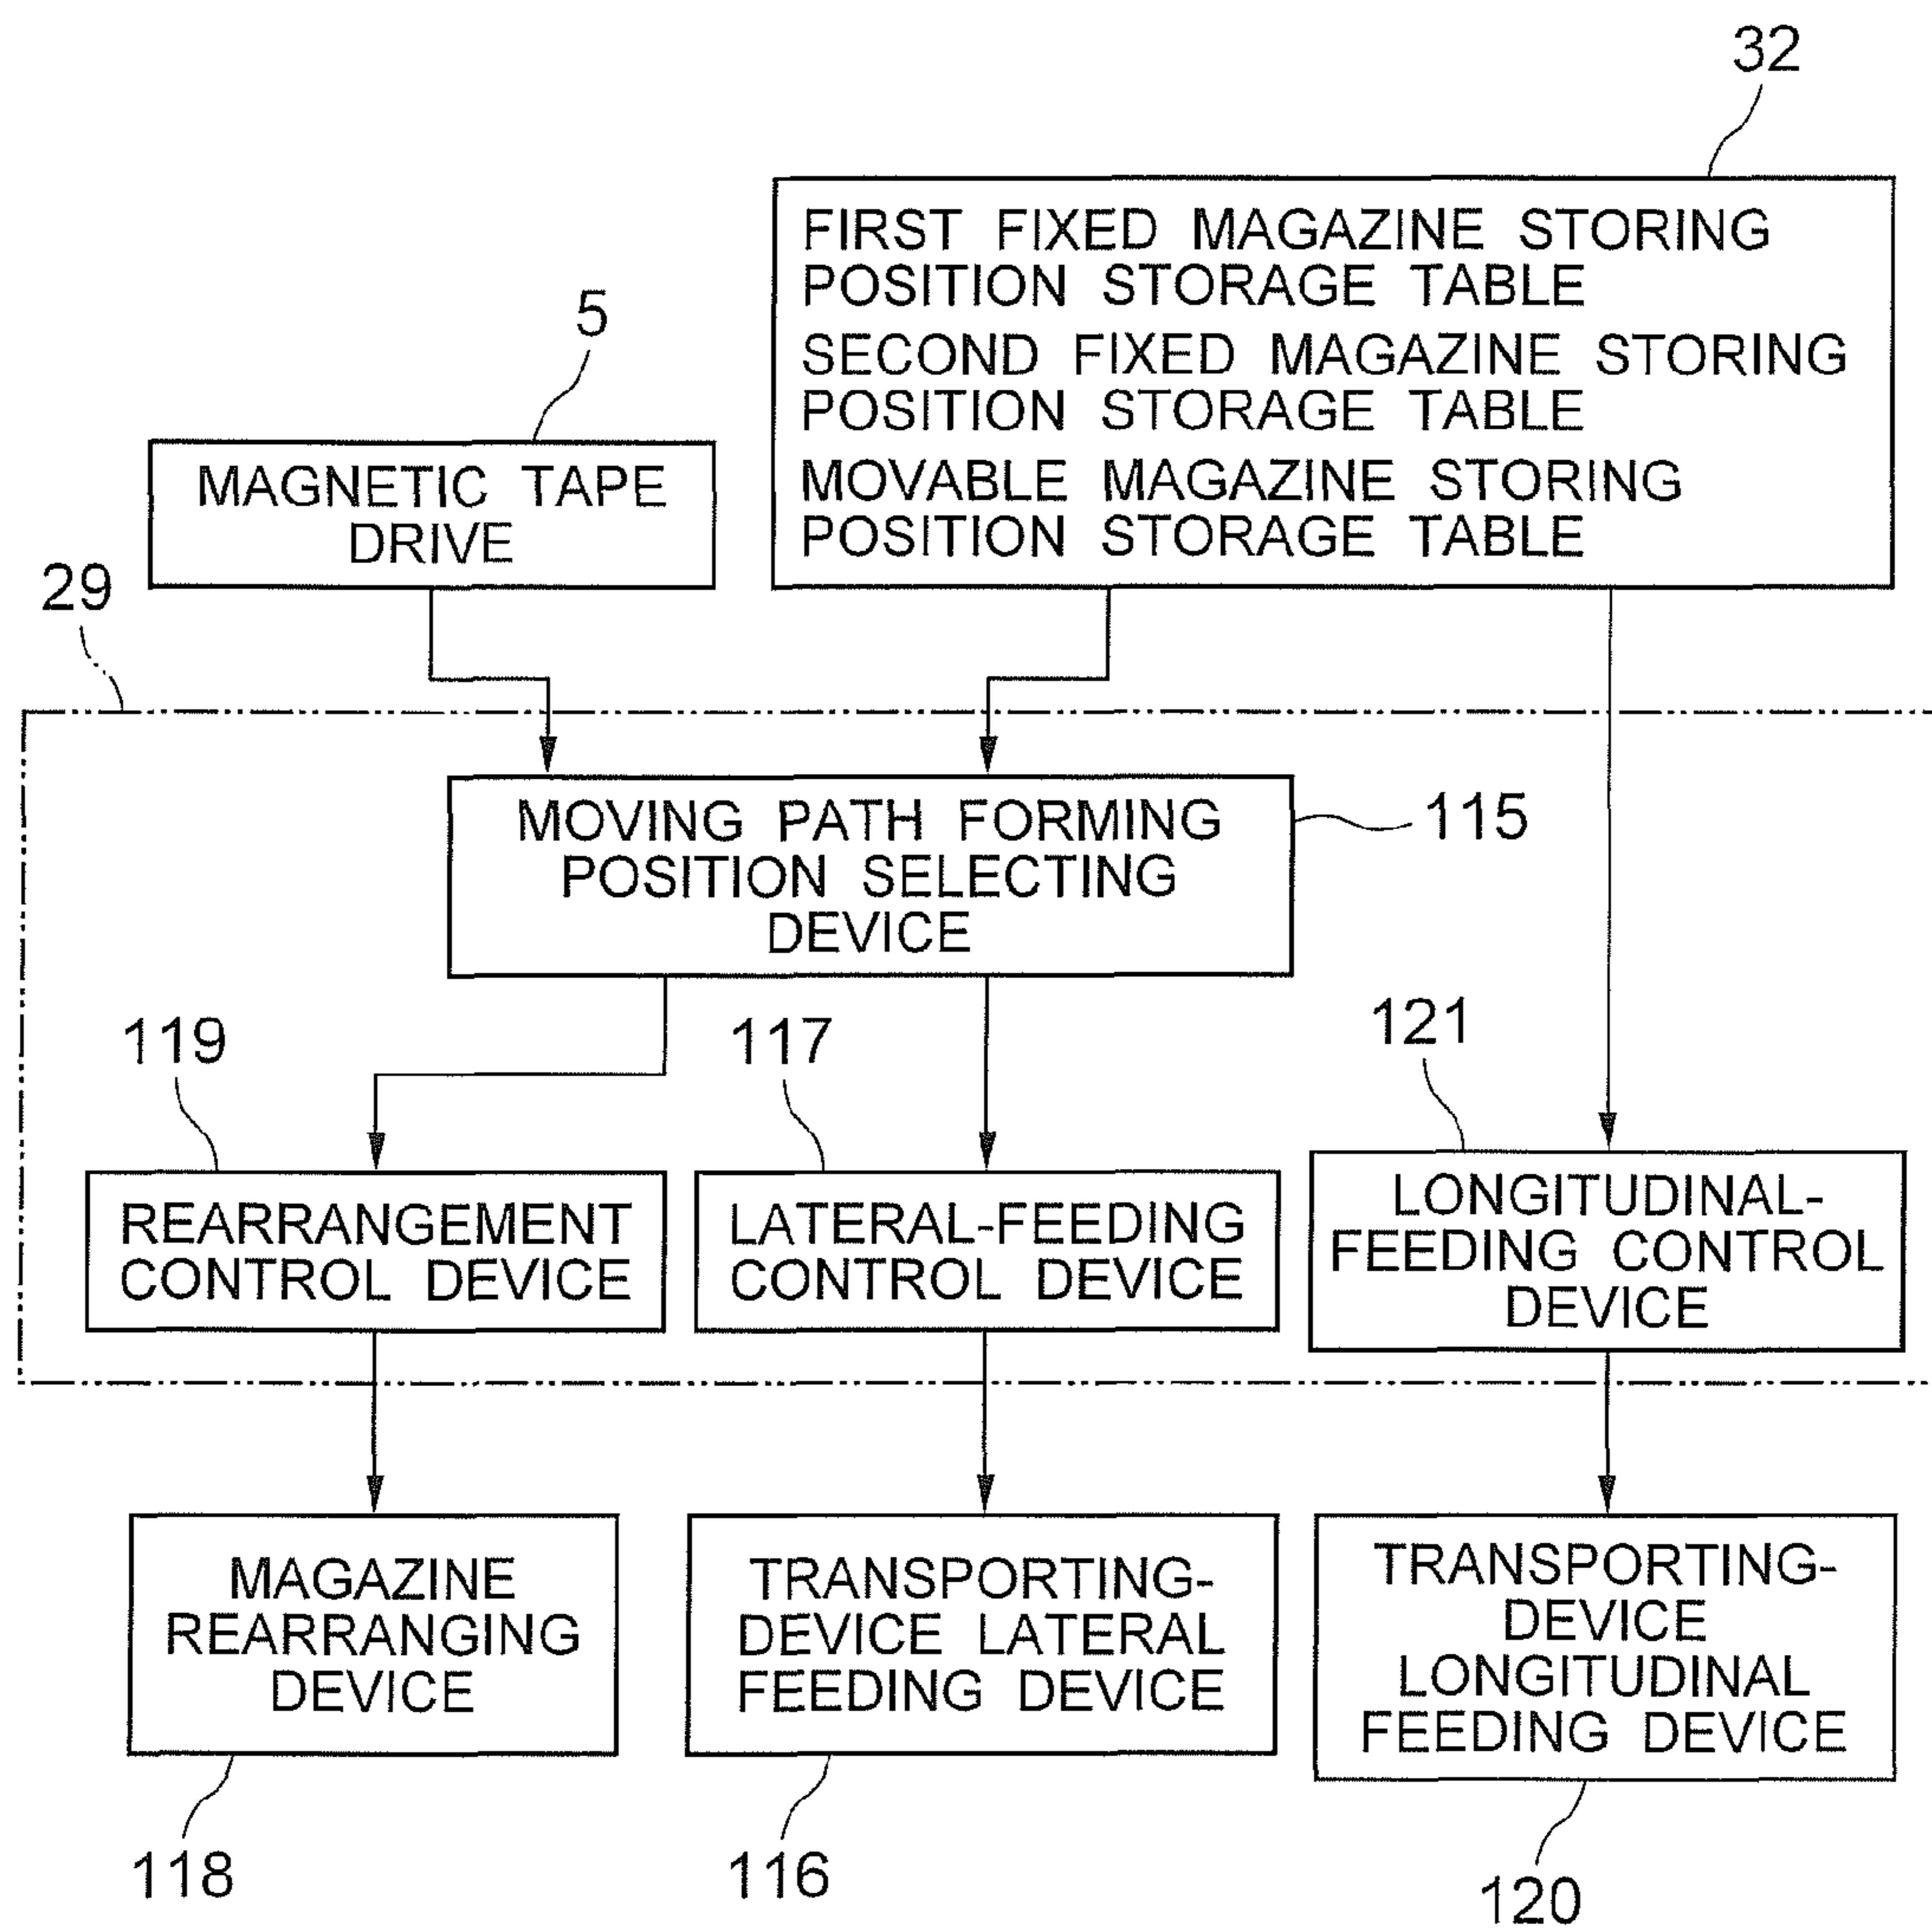 32
FIRST FIXED MAGAZINE STORING
POSITION STORAGE TABLE
SECOND FIXED MAGAZINE STORING
POSITION STORAGE TABLE
MOVABLE MAGAZINE STORING
POSITION STORAGE TABLE
5
MAGNETIC TAPE
DRIVE
29
MOVING PATH FORMING
POSITION SELECTING
DEVICE
115
119
REARRANGEMENT
CONTROL DEVICE
117
LATERAL-FEEDING
CONTROL DEVICE
121
LONGITUDINAL-
FEEDING CONTROL
DEVICE
MAGAZINE
REARRANGING
DEVICE
118
TRANSPORTING-
DEVICE LATERAL
FEEDING DEVICE
116
TRANSPORTING-
DEVICE
LONGITUDINAL
FEEDING DEVICE
120